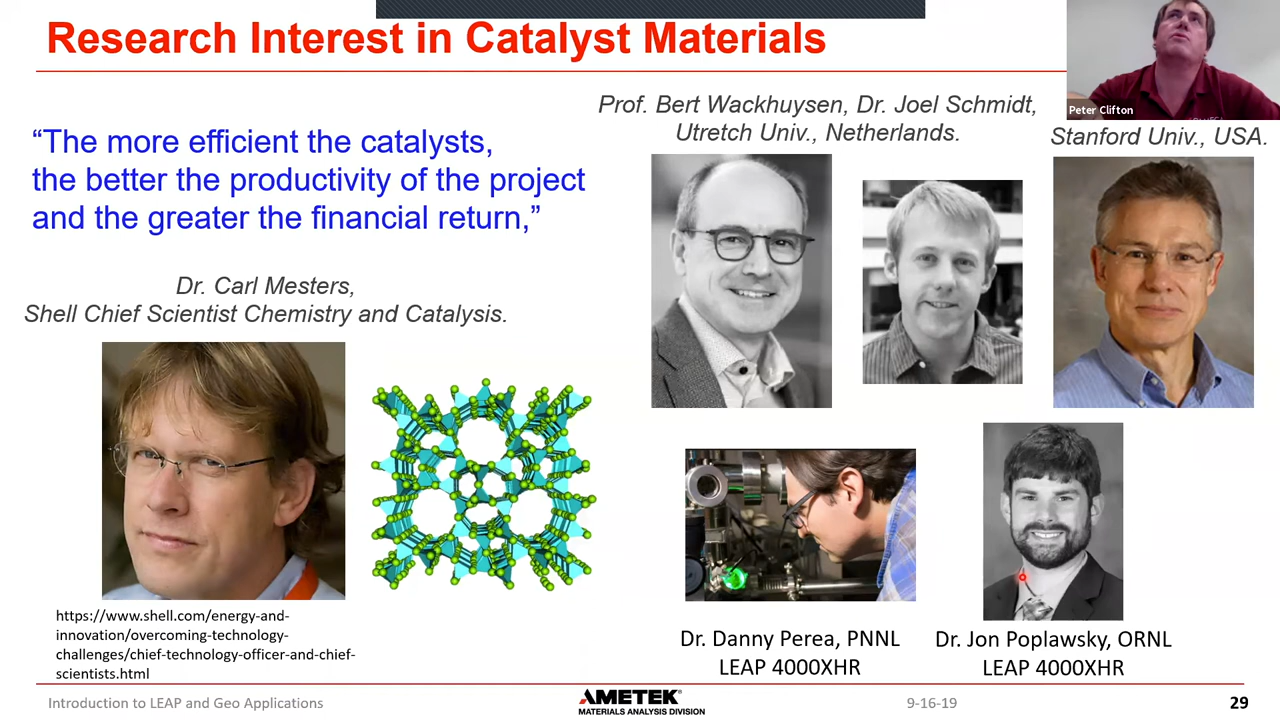 Research Interest in Catalyst Materials
Peter Clifton
“The more efficient the catalysts,
the better the productivity of the project
and the greater the financial return,”
Dr. Carl Mesters,
Shell Chief Scientist Chemistry and Catalysis.
https://www.shell.com/energy-and-
innovation/overcoming-technology-
challenges/chief-technology-officer-and-chief-
scientists.html
Prof. Bert Wackhuysen, Dr. Joel Schmidt,
Utretch Univ., Netherlands.
Stanford Univ., USA.
Dr. Danny Perea, PNNL
LEAP 4000XHR
Dr. Jon Poplawsky, ORNL
LEAP 4000XHR
Introduction to LEAP and Geo Applications
AMETEK®
MATERIALS ANALYSIS DIVISION
9-16-19
29